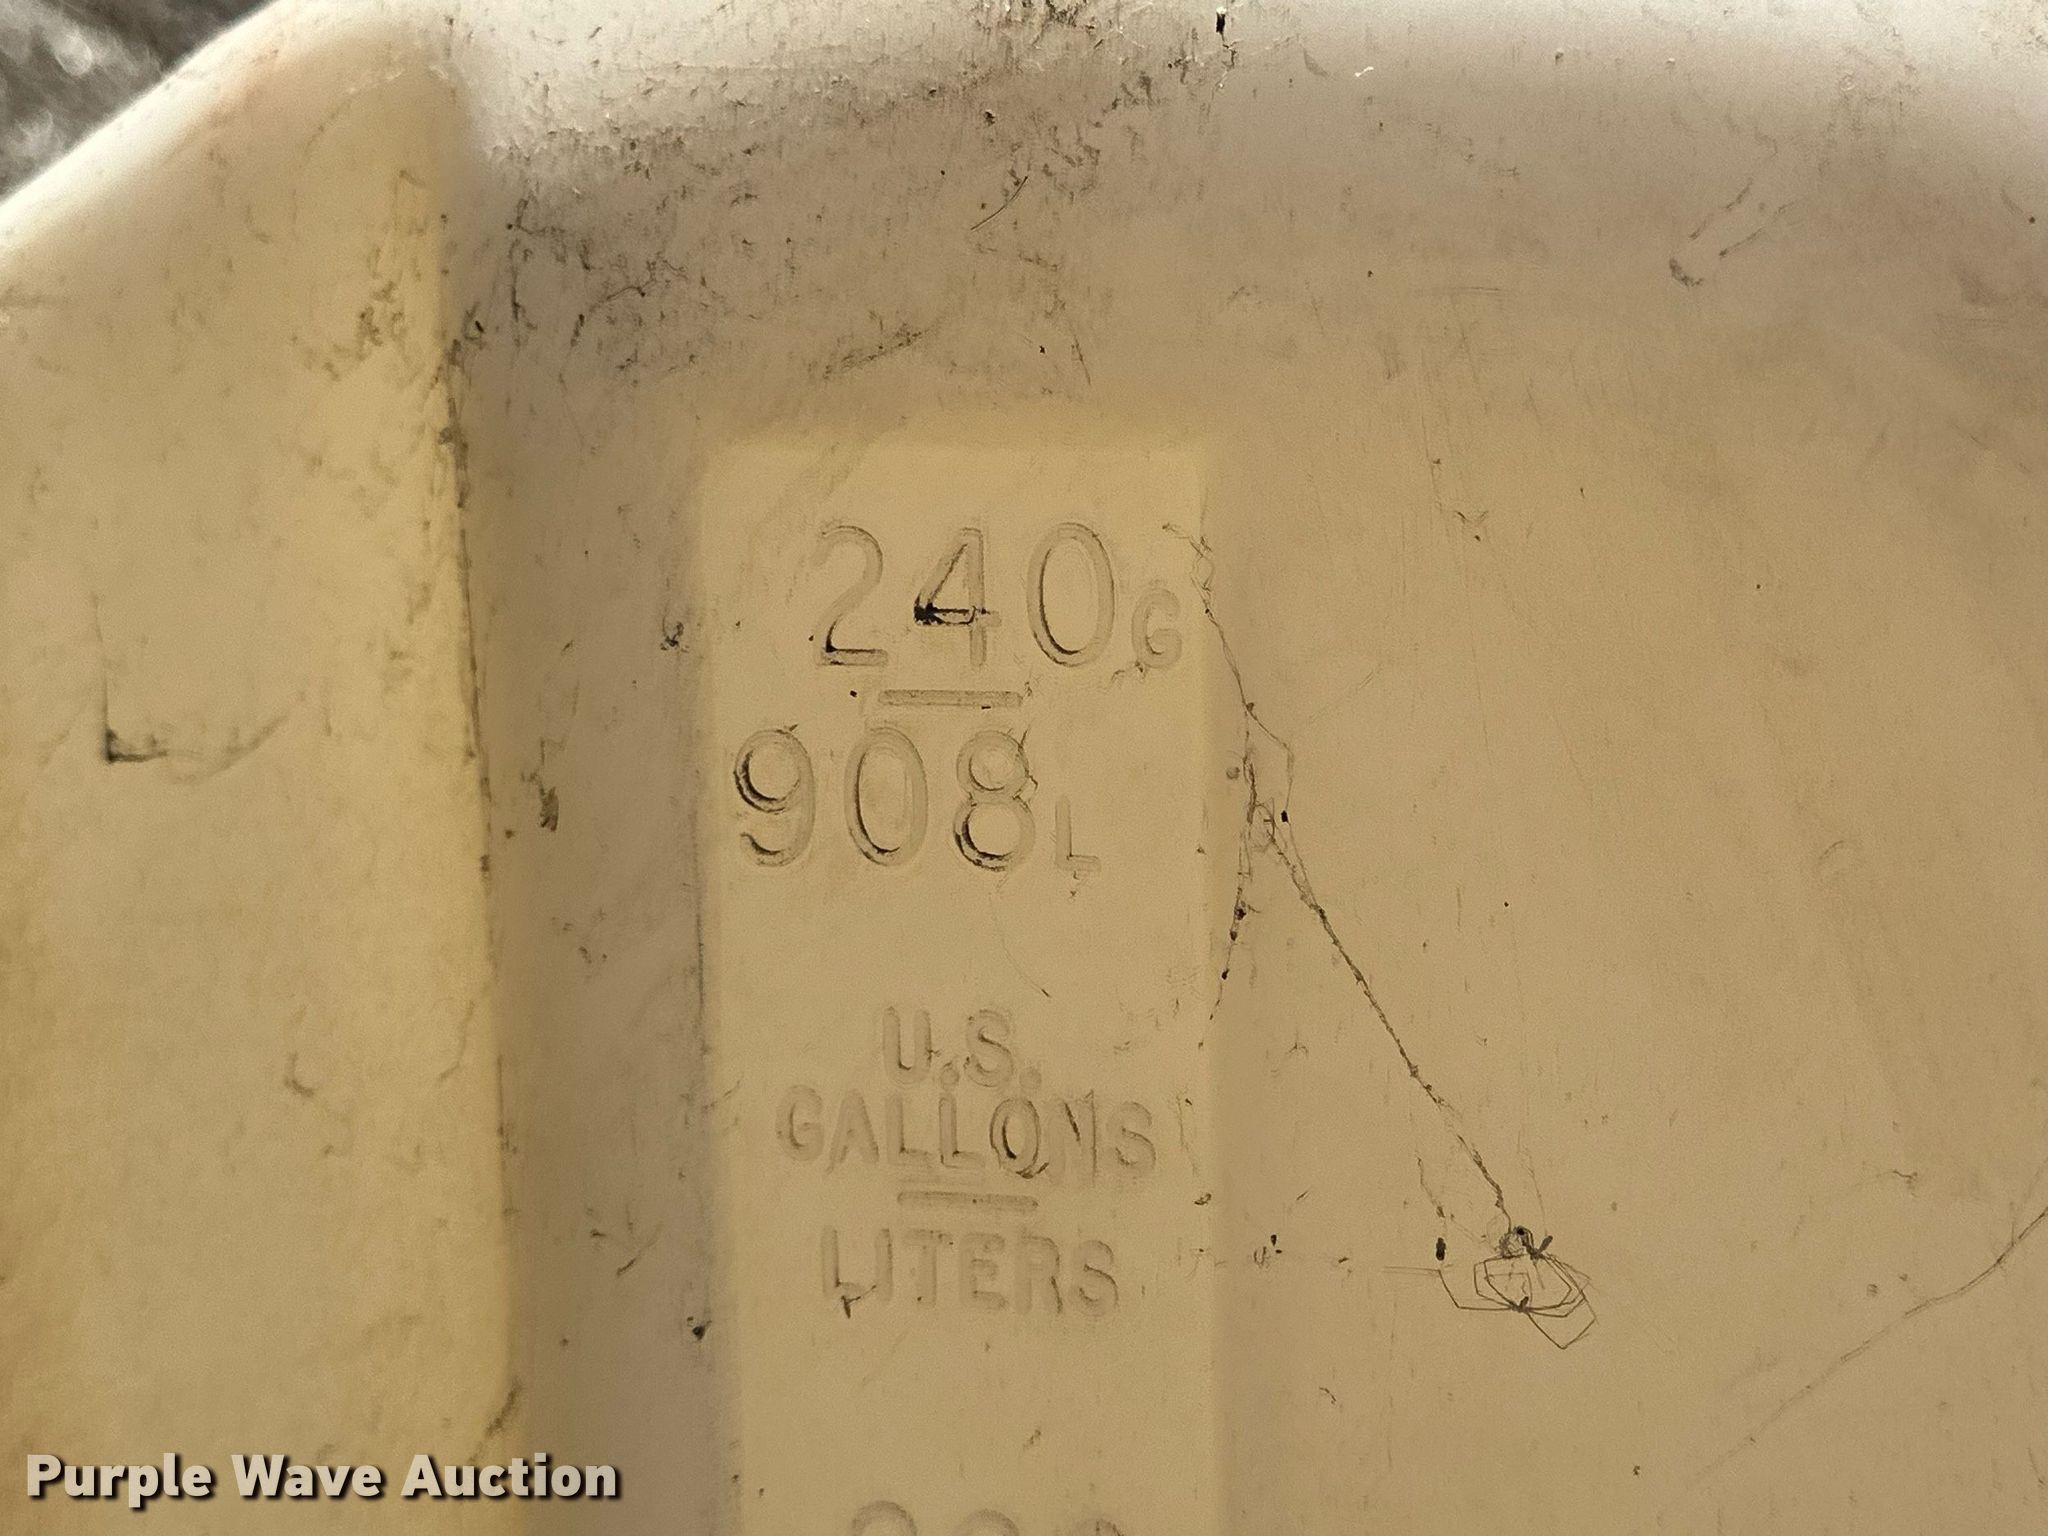 240G
908L
U.S.
GALLONS
LITERS
Purple Wave Auction